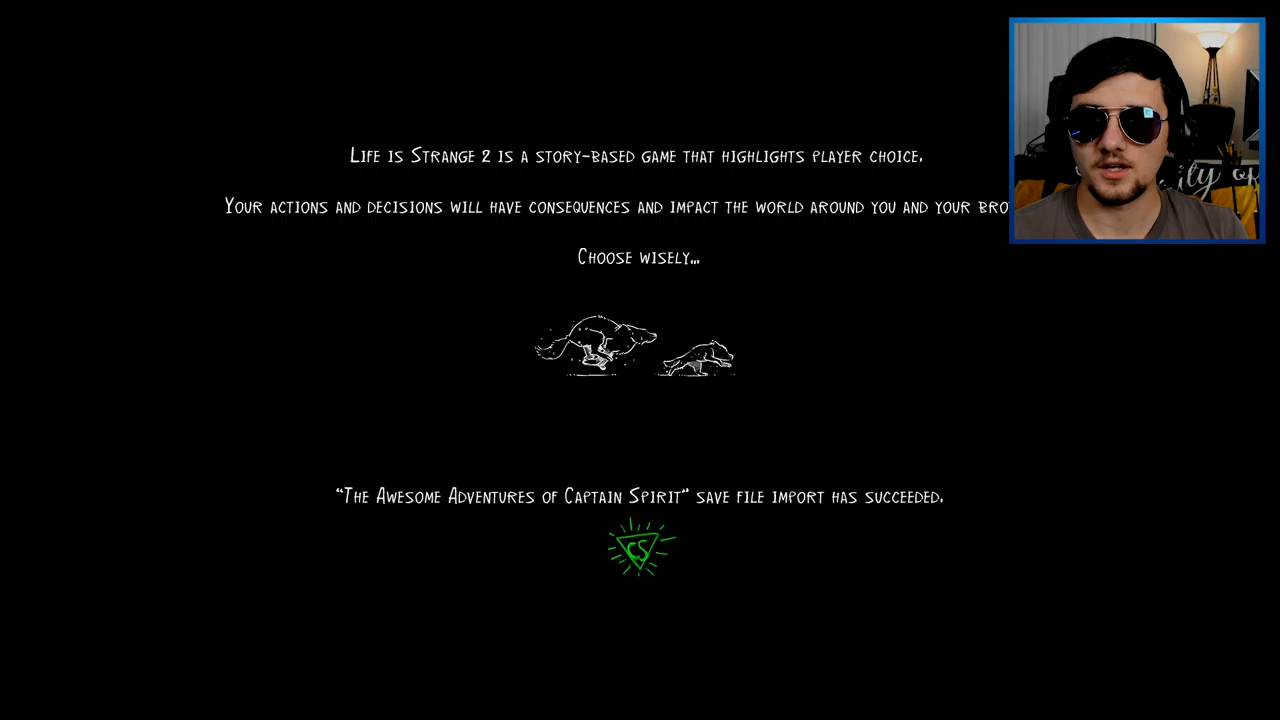 Life is Strange 2 is a story-based game that highlights player choice.
Your actions and decisions will have consequences and impact the world around you and your
Choose wisely...
"The Awesome Adventures of Captain Spirit" save file import has succeeded.
CS
ity of